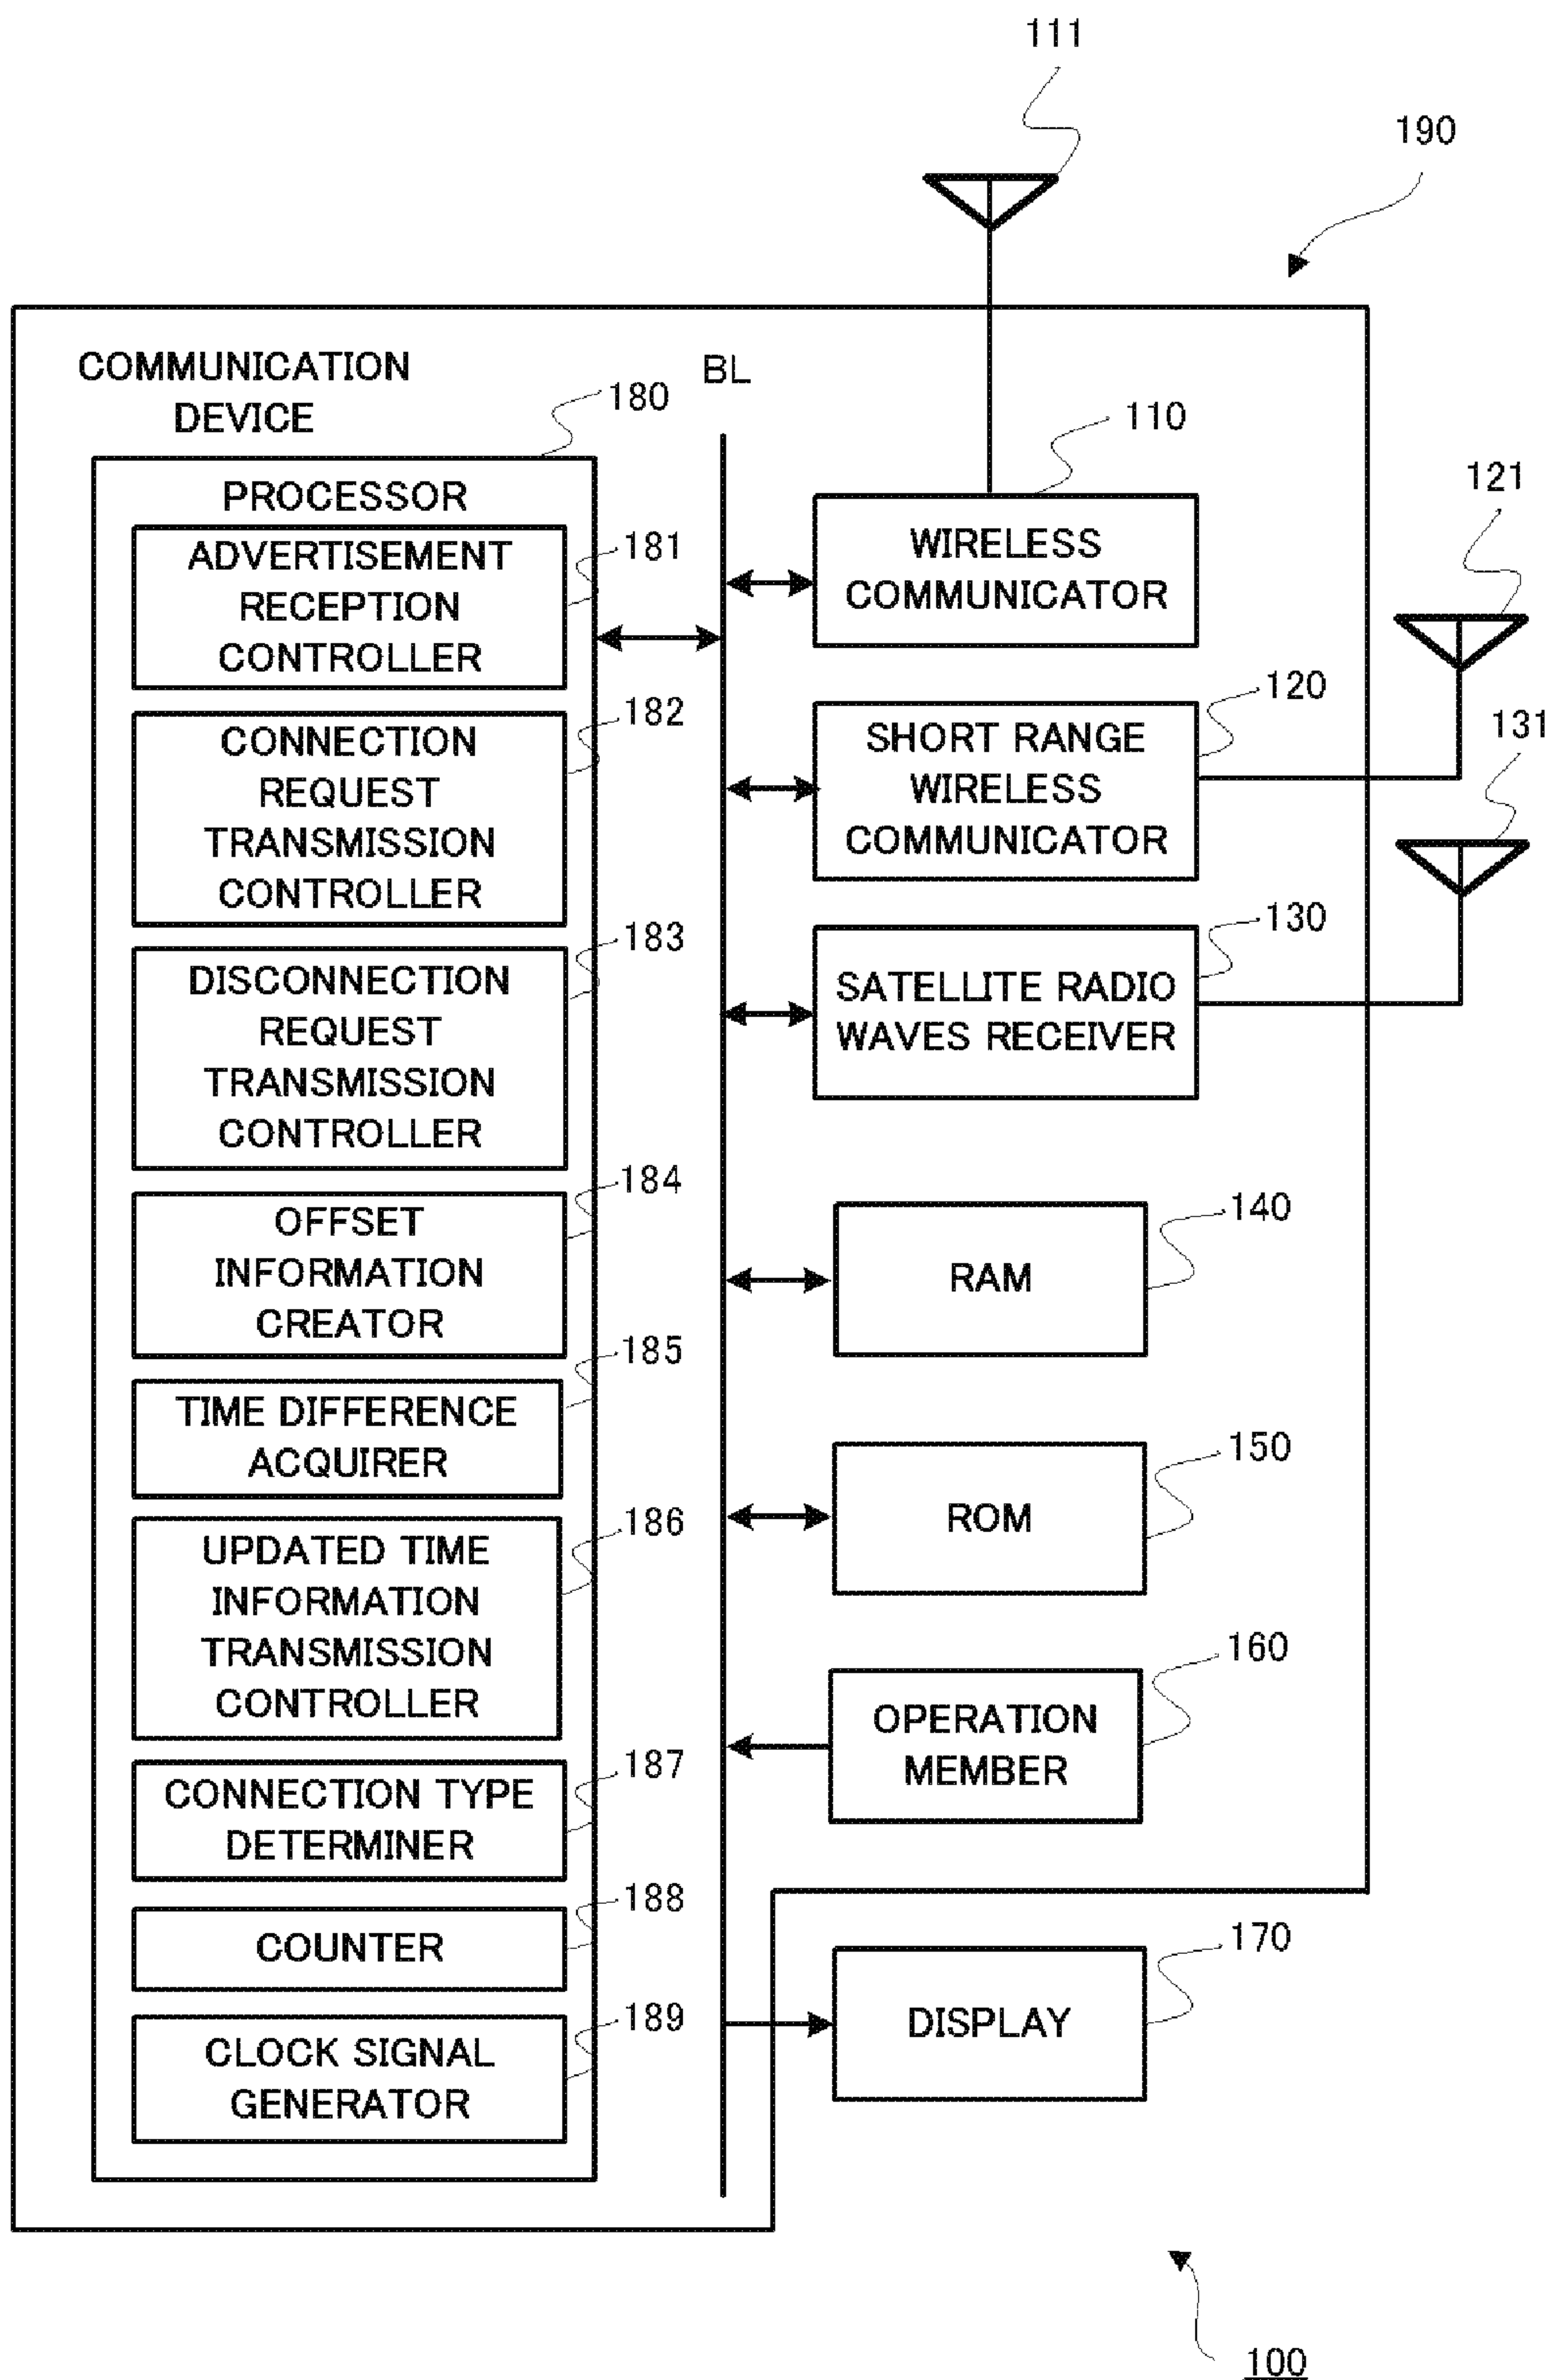 111
190
COMMUNICATION
DEVICE
BL
180
110
PROCESSOR
121
ADVERTISEMENT
RECEPTION
CONTROLLER
181
WIRELESS
COMMUNICATOR
CONNECTION
REQUEST
TRANSMISSION
CONTROLLER
182
SHORT RANGE
WIRELESS
COMMUNICATOR
120
131
DISCONNECTION
REQUEST
TRANSMISSION
CONTROLLER
183
SATELLITE RADIO
WAVES RECEIVER
130
OFFSET
INFORMATION
CREATOR
184
RAM
140
TIME DIFFERENCE
ACQUIRER
185
UPDATED TIME
INFORMATION
TRANSMISSION
CONTROLLER
186
ROM
150
OPERATION
MEMBER
160
CONNECTION TYPE
DETERMINER
187
COUNTER
188
DISPLAY
170
CLOCK SIGNAL
GENERATOR
189
100